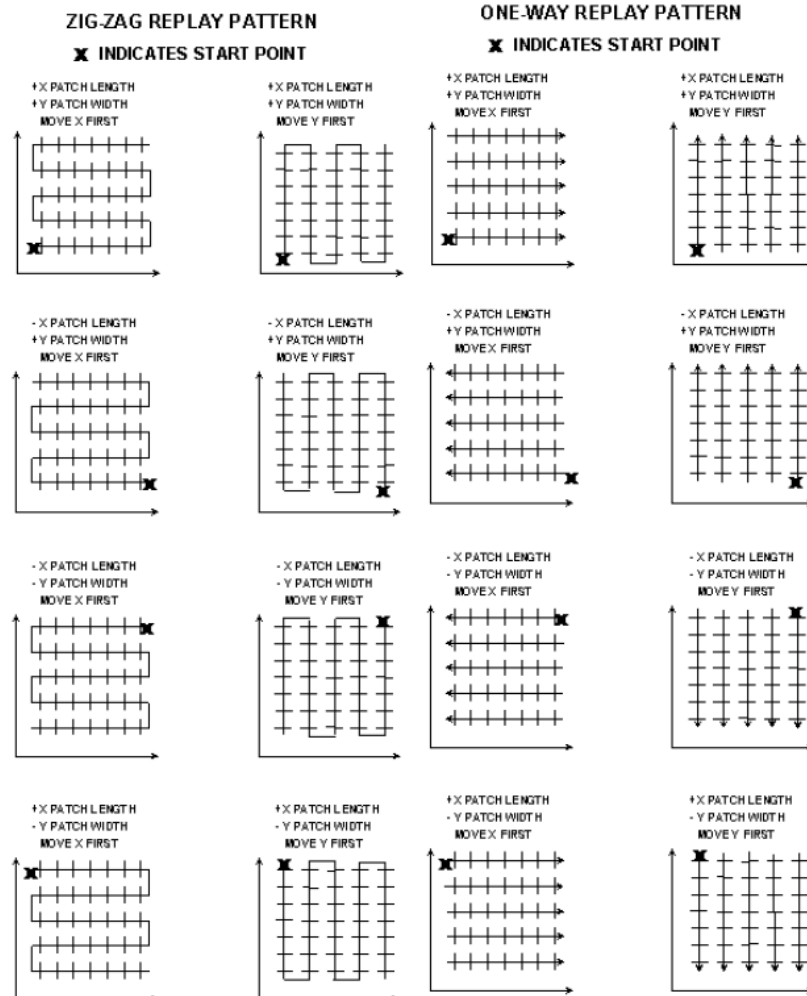 ZIG-ZAG REPLAY PATTERN
X INDICATES START POINT
ONE-WAY REPLAY PATTERN
X INDICATES START POINT
+X PATCH LENGTH
+Y PATCH WIDTH
MOVE X FIRST
+X PATCH LENGTH
+Y PATCH WIDTH
MOVE Y FIRST
+X PATCH LENGTH
+Y PATCH WIDTH
MOVE X FIRST
+X PATCH LENGTH
+Y PATCH WIDTH
MOVE Y FIRST
- X PATCH LENGTH
+Y PATCH WIDTH
MOVE X FIRST
- X PATCH LENGTH
+Y PATCH WIDTH
MOVE Y FIRST
- X PATCH LENGTH
+Y PATCH WIDTH
MOVE X FIRST
- X PATCH LENGTH
+Y PATCH WIDTH
MOVE Y FIRST
- X PATCH LENGTH
- Y PATCH WIDTH
MOVE X FIRST
- X PATCH LENGTH
- Y PATCH WIDTH
MOVE Y FIRST
- X PATCH LENGTH
- Y PATCH WIDTH
MOVE X FIRST
- X PATCH LENGTH
- Y PATCH WIDTH
MOVE Y FIRST
+X PATCH LENGTH
- Y PATCH WIDTH
MOVE X FIRST
+X PATCH LENGTH
- Y PATCH WIDTH
MOVE Y FIRST
+X PATCH LENGTH
- Y PATCH WIDTH
MOVE X FIRST
+X PATCH LENGTH
- Y PATCH WIDTH
MOVE Y FIRST